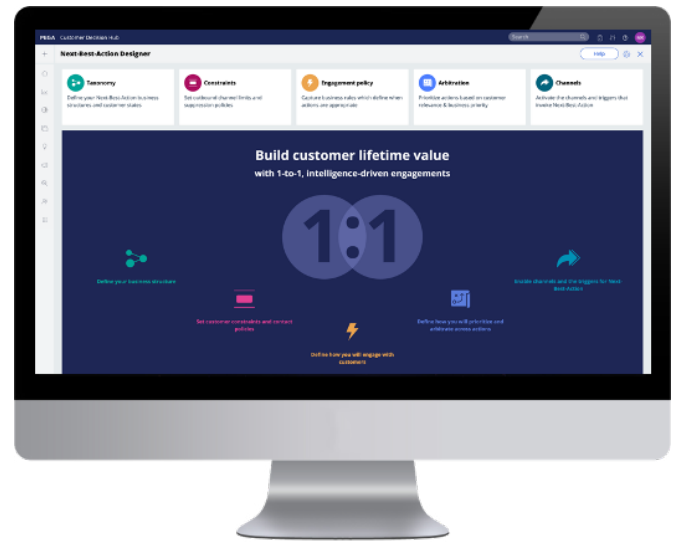 PEGA Customer Decision Hub
Search
Next-Best-Action Designer
Help
Taxonomy
Define your Next-Best-Action business
structures and customer states
Constraints
Set outbound channel limits and
suppression policies
Engagement policy
Capture business rules which define when
actions are appropriate
Arbitration
Prioritize actions based on customer
relevance & business priority
Channels
Activate the channels and triggers that
invoke Next-Best-Action
Build customer lifetime value
with 1-to-1, intelligence-driven engagements
1:1
Define your business structure
Enable channels and the triggers for Next-
Best-Action
Set customer constraints and contact
policies
Define how you will prioritize and
arbitrate across actions
Define how you will engage with
customers